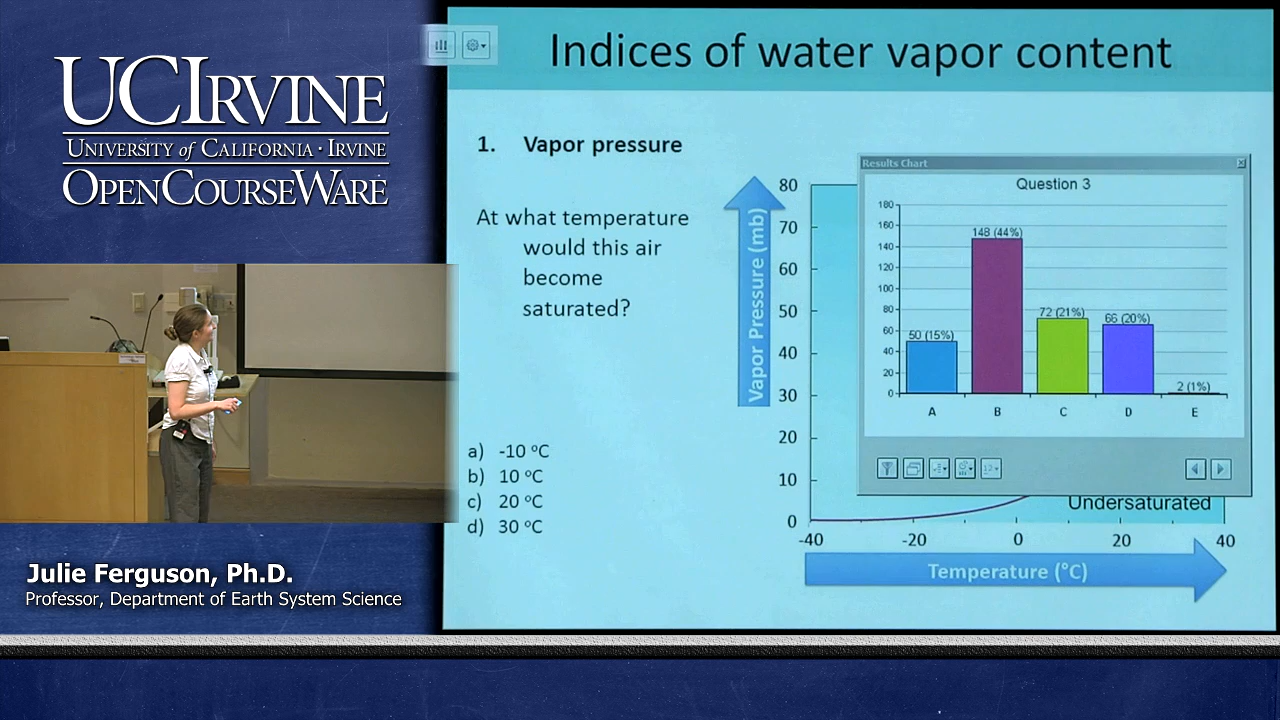 UCIRVINE
UNIVERSITY of CALIFORNIA · IRVINE
OPENCOURSEWARE
Julie Ferguson, Ph.D.
Professor, Department of Earth System Science
Indices of water vapor content
1. Vapor pressure
At what temperature
would this air
become
saturated?
a) -10 °C
b) 10 °C
c) 20 °C
d) 30 °C
Vapor Pressure (mb)
80
70
60
50
40
30
20
10
0
-40 -20 0 20 40
Temperature (°C)
Undersaturated
Results Chart
Question 3
180
160
140
120
100
80
60
40
20
0
50 (15%)
148 (44%)
72 (21%)
66 (20%)
2 (1%)
A B C D E